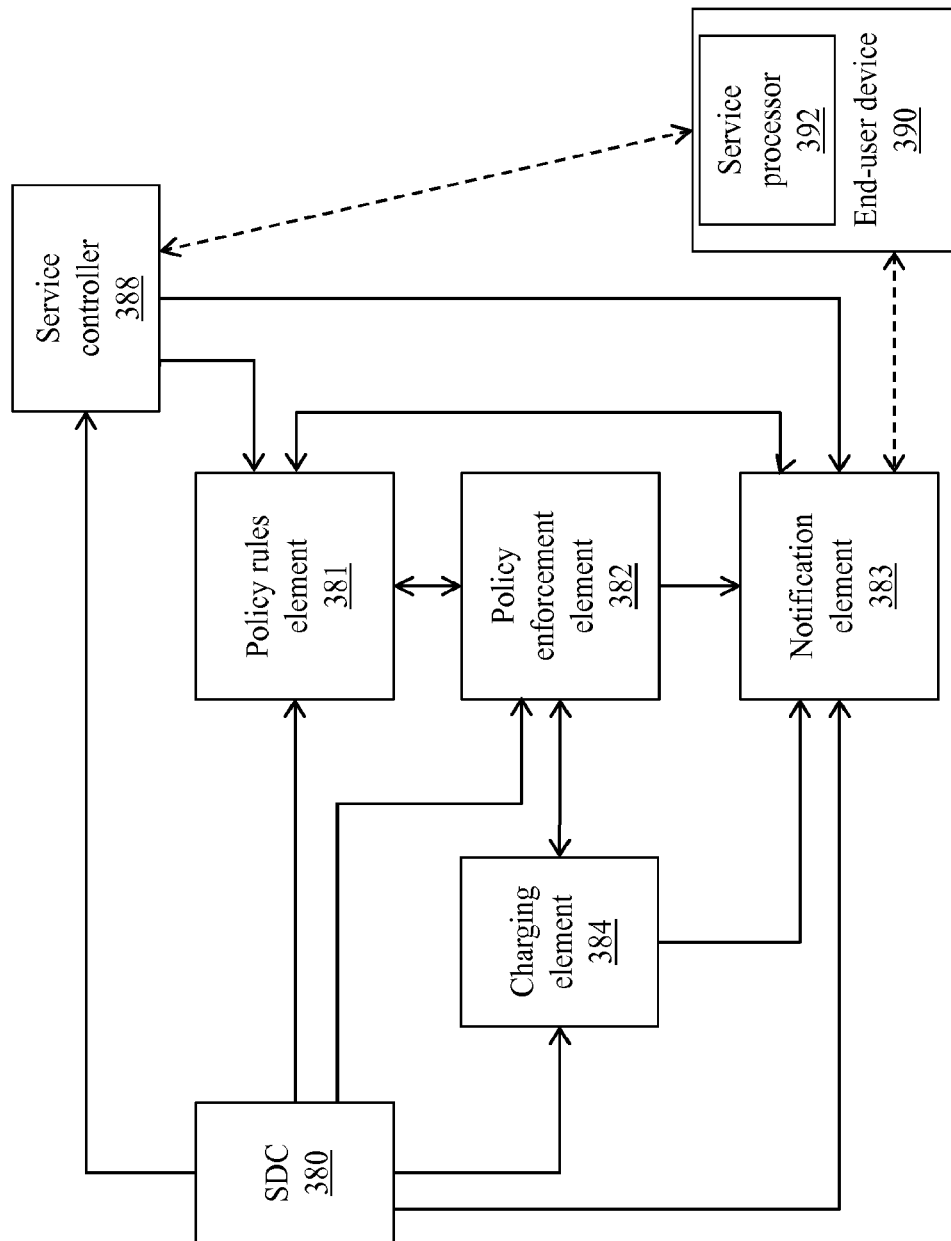 Service
controller
388
Service
processor
392
End-user device
390
Policy rules
element
381
Policy
enforcement
element
382
Notification
element
383
Charging
element
384
SDC
380